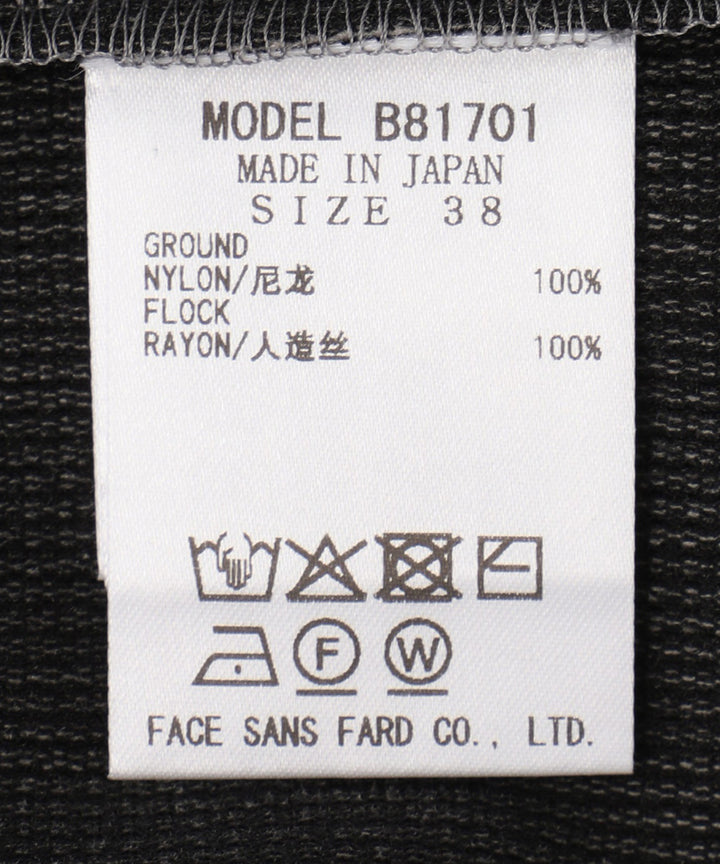 MODEL B81701
MADE IN JAPAN
SIZE 38
GROUND
NYLON/尼龙 100%
FLOCK
RAYON/人造丝 100%
F W
FACE SANS FARD CO., LTD.